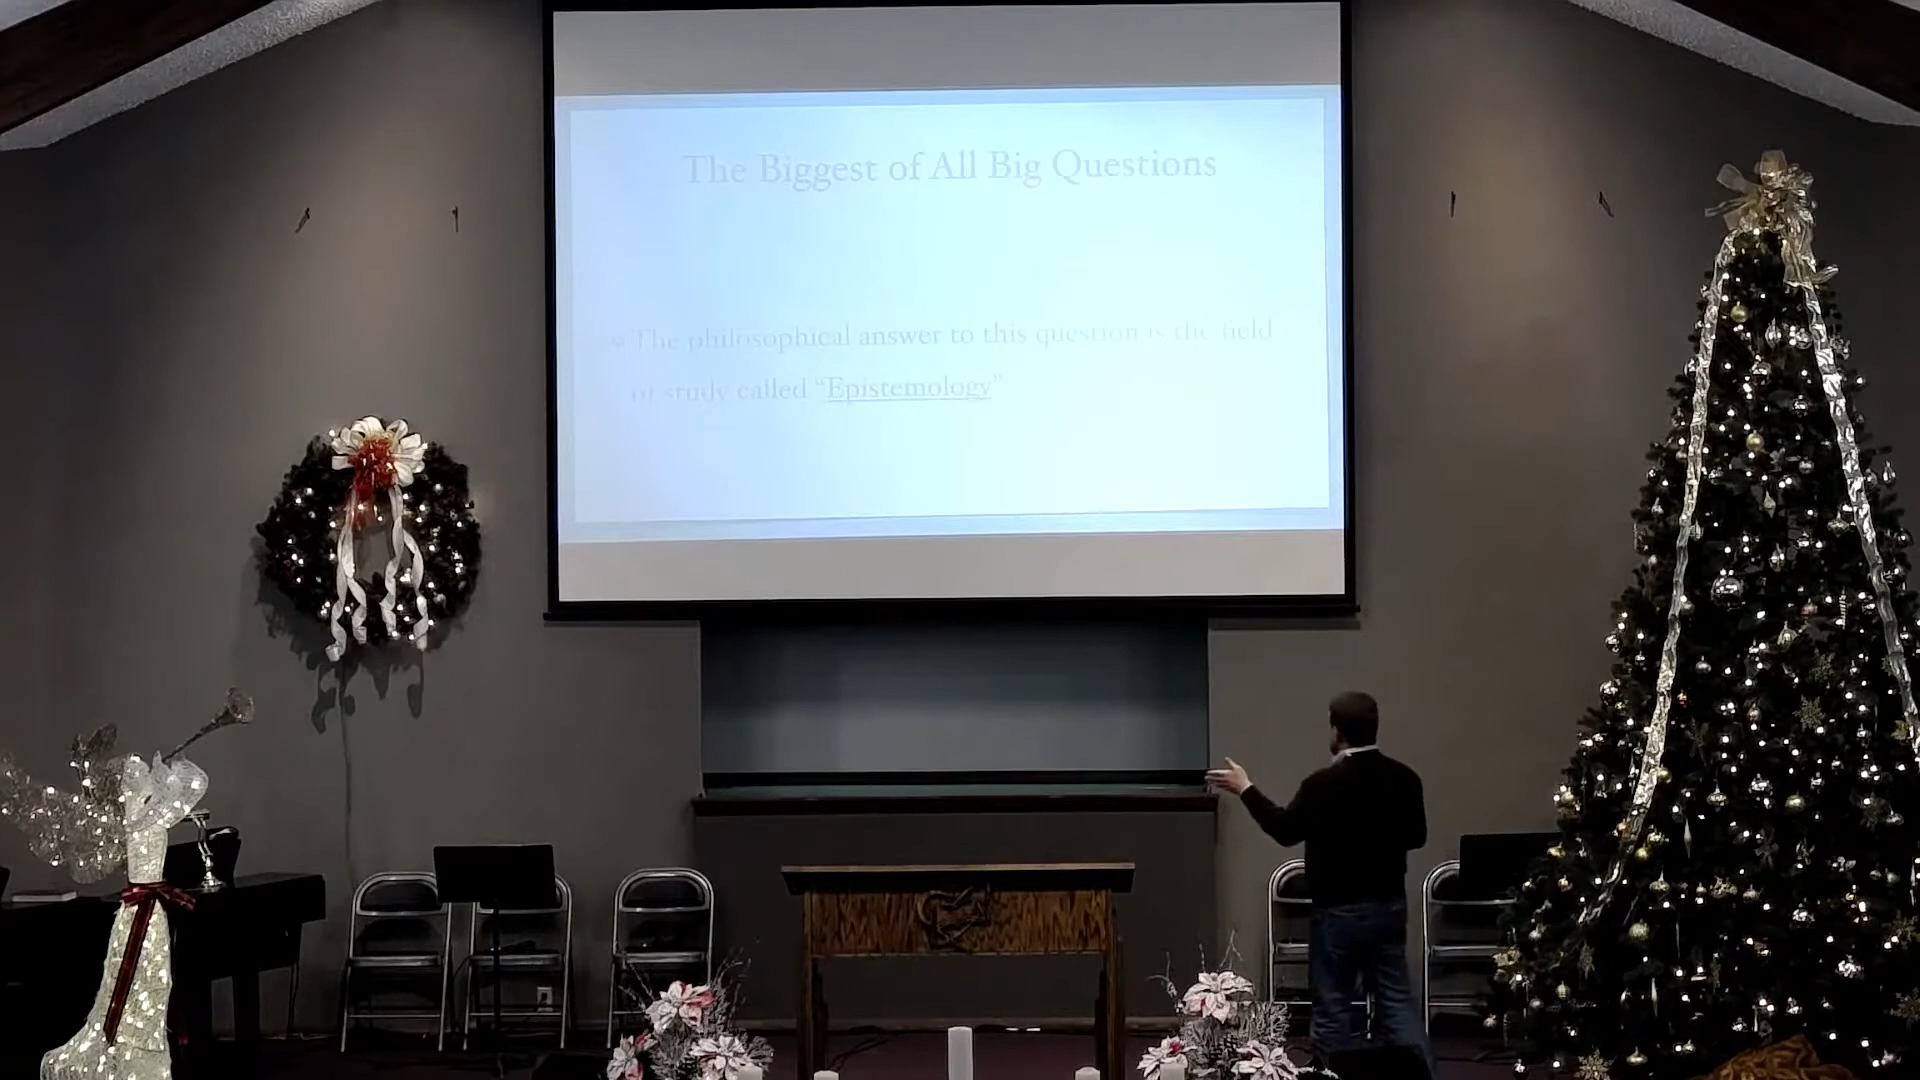 The Biggest of All Big Questions
The philosophical answer to this question is the field
of study called “Epistemology”